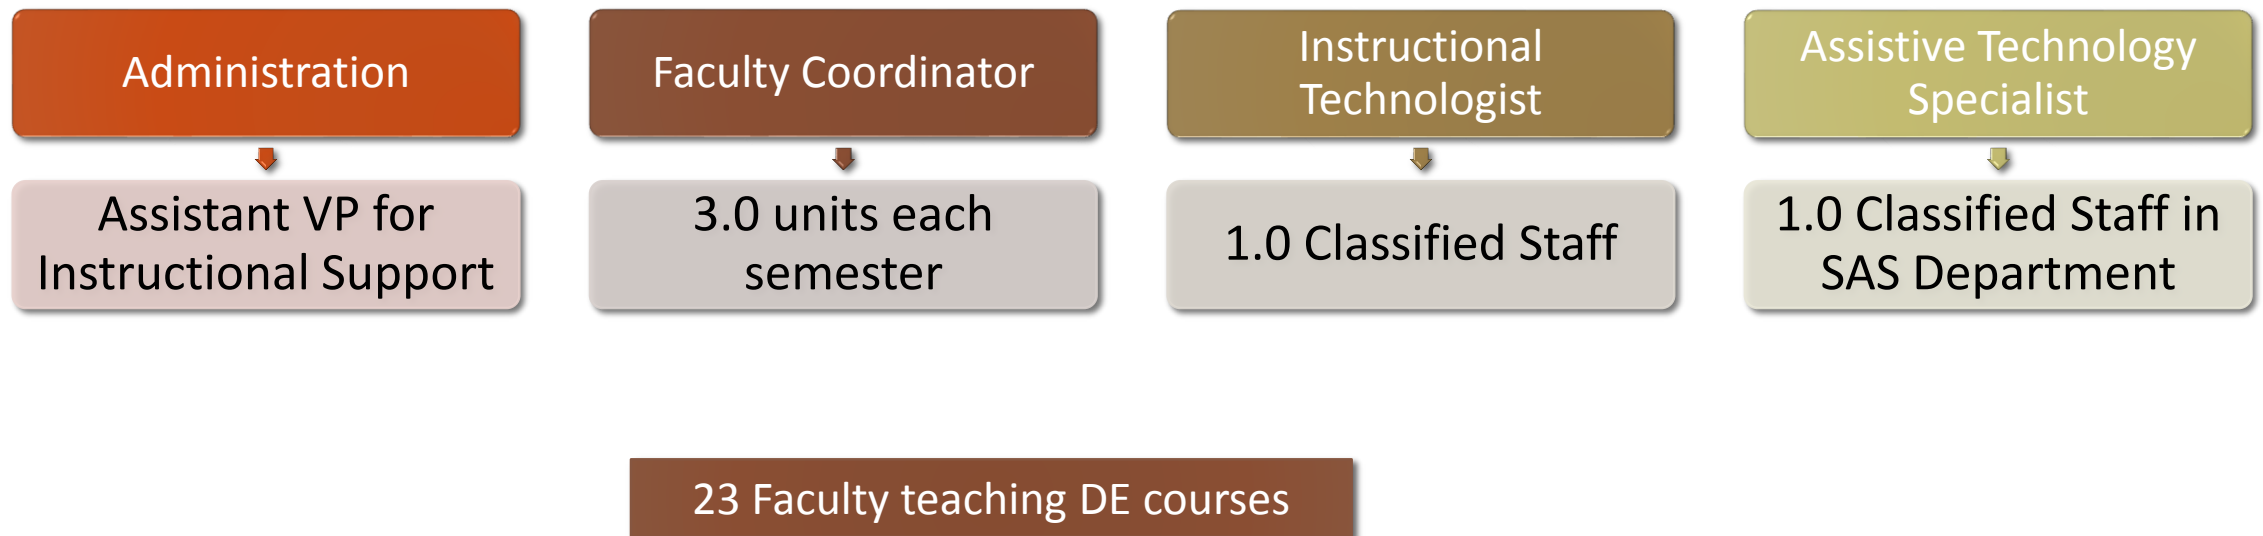 Administration
Assistant VP for
Instructional Support
Faculty Coordinator
3.0 units each
semester
Instructional
Technologist
1.0 Classified Staff
Assistive Technology
Specialist
1.0 Classified Staff in
SAS Department
23 Faculty teaching DE courses